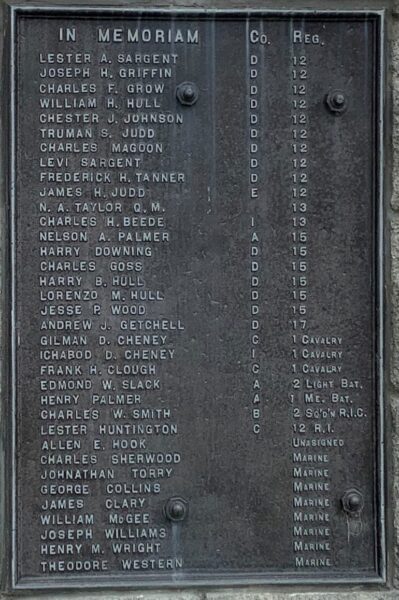 IN MEMORIAM Co. REG.
LESTER A. SARGENT D 12
JOSEPH H. GRIFFIN D 12
CHARLES F. GROW D 12
WILLIAM H. HULL D 12
CHESTER J. JOHNSON D 12
TRUMAN S. JUDD D 12
CHARLES MAGOON D 12
LEVI SARGENT D 12
FREDERICK H. TANNER D 12
JAMES H. JUDD E 12
N. A. TAYLOR Q. M. 13
CHARLES H. BEEDE I 13
NELSON A. PALMER A 15
HARRY DOWNING D 15
CHARLES GOSS D 15
HARRY B. HULL D 15
LORENZO M. HULL D 15
JESSE P. WOOD D 15
ANDREW J. GETCHELL D 17
GILMAN D. CHENEY C 1 CAVALRY
ICHABOD D. CHENEY I 1 CAVALRY
FRANK H. CLOUGH C 1 CAVALRY
EDMOND W. SLACK A 2 LIGHT BAT.
HENRY PALMER A 1 ME. BAT.
CHARLES W. SMITH B 2 SQ'D'N R.I.C.
LESTER HUNTINGTON C 12 R.I.
ALLEN E. HOOK UNASIGNED
CHARLES SHERWOOD MARINE
JOHNATHAN TORRY MARINE
GEORGE COLLINS MARINE
JAMES CLARY MARINE
WILLIAM McGEE MARINE
JOSEPH WILLIAMS MARINE
HENRY M. WRIGHT MARINE
THEODORE WESTERN MARINE